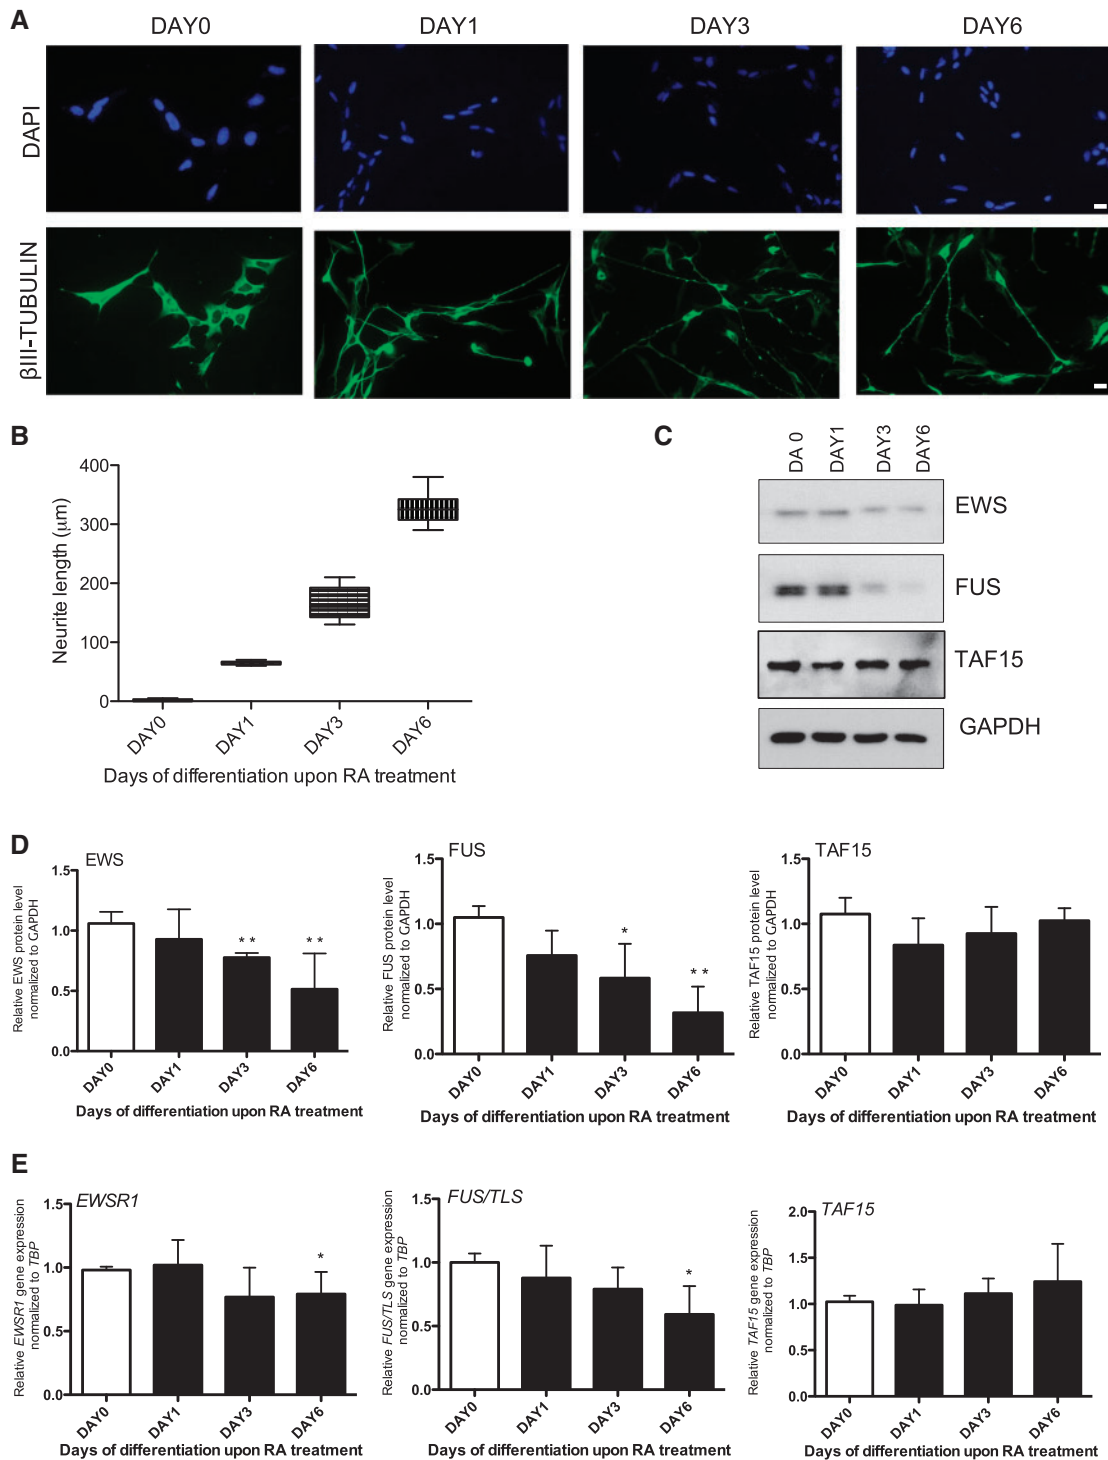 A
DAY0 DAY1 DAY3 DAY6
DAPI
βIII-TUBULIN
B
Neurite length (μm)
400
300
200
100
0
DAY0 DAY1 DAY3 DAY6
Days of differentiation upon RA treatment
C
DA 0 DAY1 DAY3 DAY6
EWS
FUS
TAF15
GAPDH
D
EWS
Relative EWS protein level
normalized to GAPDH
1.5
1.0
0.5
0.0
* *
* *
DAY0 DAY1 DAY3 DAY6
Days of differentiation upon RA treatment
FUS
Relative FUS protein level
normalized to GAPDH
1.5
1.0
0.5
0.0
*
* *
DAY0 DAY1 DAY3 DAY6
Days of differentiation upon RA treatment
TAF15
Relative TAF15 protein level
normalized to GAPDH
1.5
1.0
0.5
0.0
DAY0 DAY1 DAY3 DAY6
Days of differentiation upon RA treatment
E
EWSR1
Relative EWSR1 gene expression
normalized to TBP
1.5
1.0
0.5
0.0
*
DAY0 DAY1 DAY3 DAY6
Days of differentiation upon RA treatment
FUS/TLS
Relative FUS/TLS gene expression
normalized to TBP
1.5
1.0
0.5
0.0
*
DAY0 DAY1 DAY3 DAY6
Days of differentiation upon RA treatment
TAF15
Relative TAF15 gene expression
normalized to TBP
2.0
1.5
1.0
0.5
0.0
DAY0 DAY1 DAY3 DAY6
Days of differentiation upon RA treatment